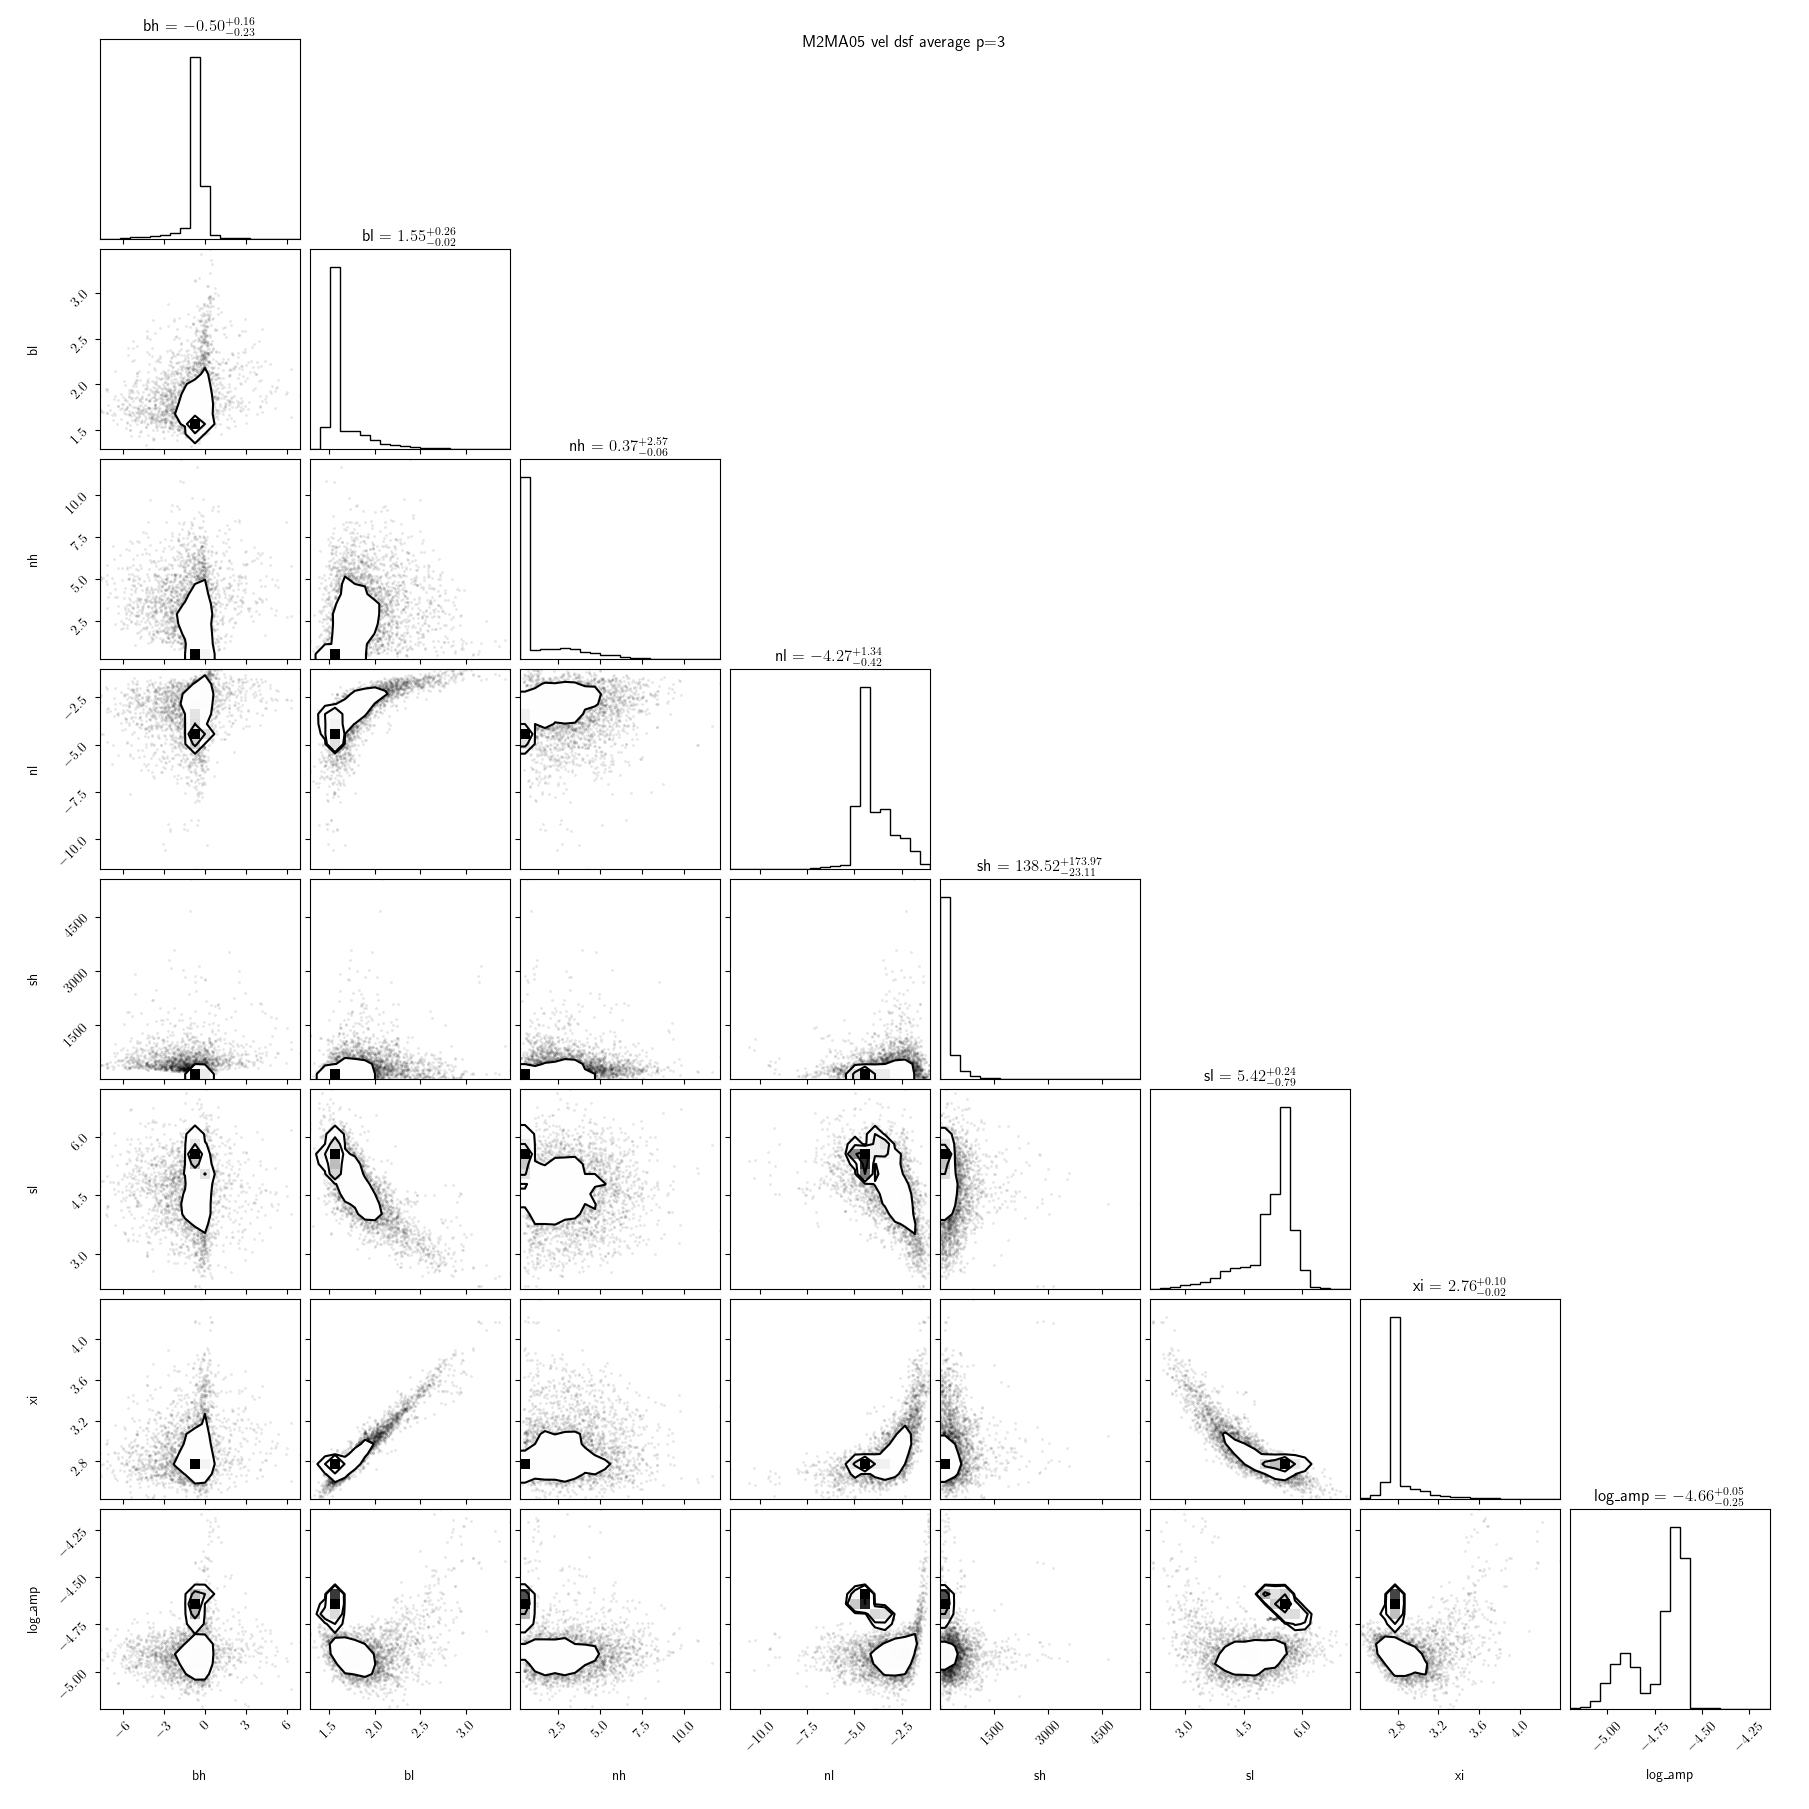 M2MA05 vel dsf average p=3
bh = −0.50+0.16−0.23
bl = 1.55+0.26−0.02
3.0
2.5
2.0
1.5
bl
nh = 0.37+2.57−0.06
10.0
7.5
5.0
2.5
nh
nl = −4.27+1.34−0.42
−2.5
−5.0
−7.5
−10.0
nl
sh = 138.52+173.97−23.11
4500
3000
1500
sh
sl = 5.42+0.24−0.79
6.0
4.5
3.0
sl
xi = 2.76+0.10−0.02
4.0
3.6
3.2
2.8
xi
log_amp = −4.66+0.05−0.25
−4.25
−4.50
−4.75
−5.00
log_amp
−6 −3 0 3 6 1.5 2.0 2.5 3.0 2.5 5.0 7.5 10.0 −10.0 −7.5 −5.0 −2.5 1500 3000 4500 3.0 4.5 6.0 2.8 3.2 3.6 4.0 −5.00 −4.75 −4.50 −4.25
bh bl nh nl sh sl xi log_amp